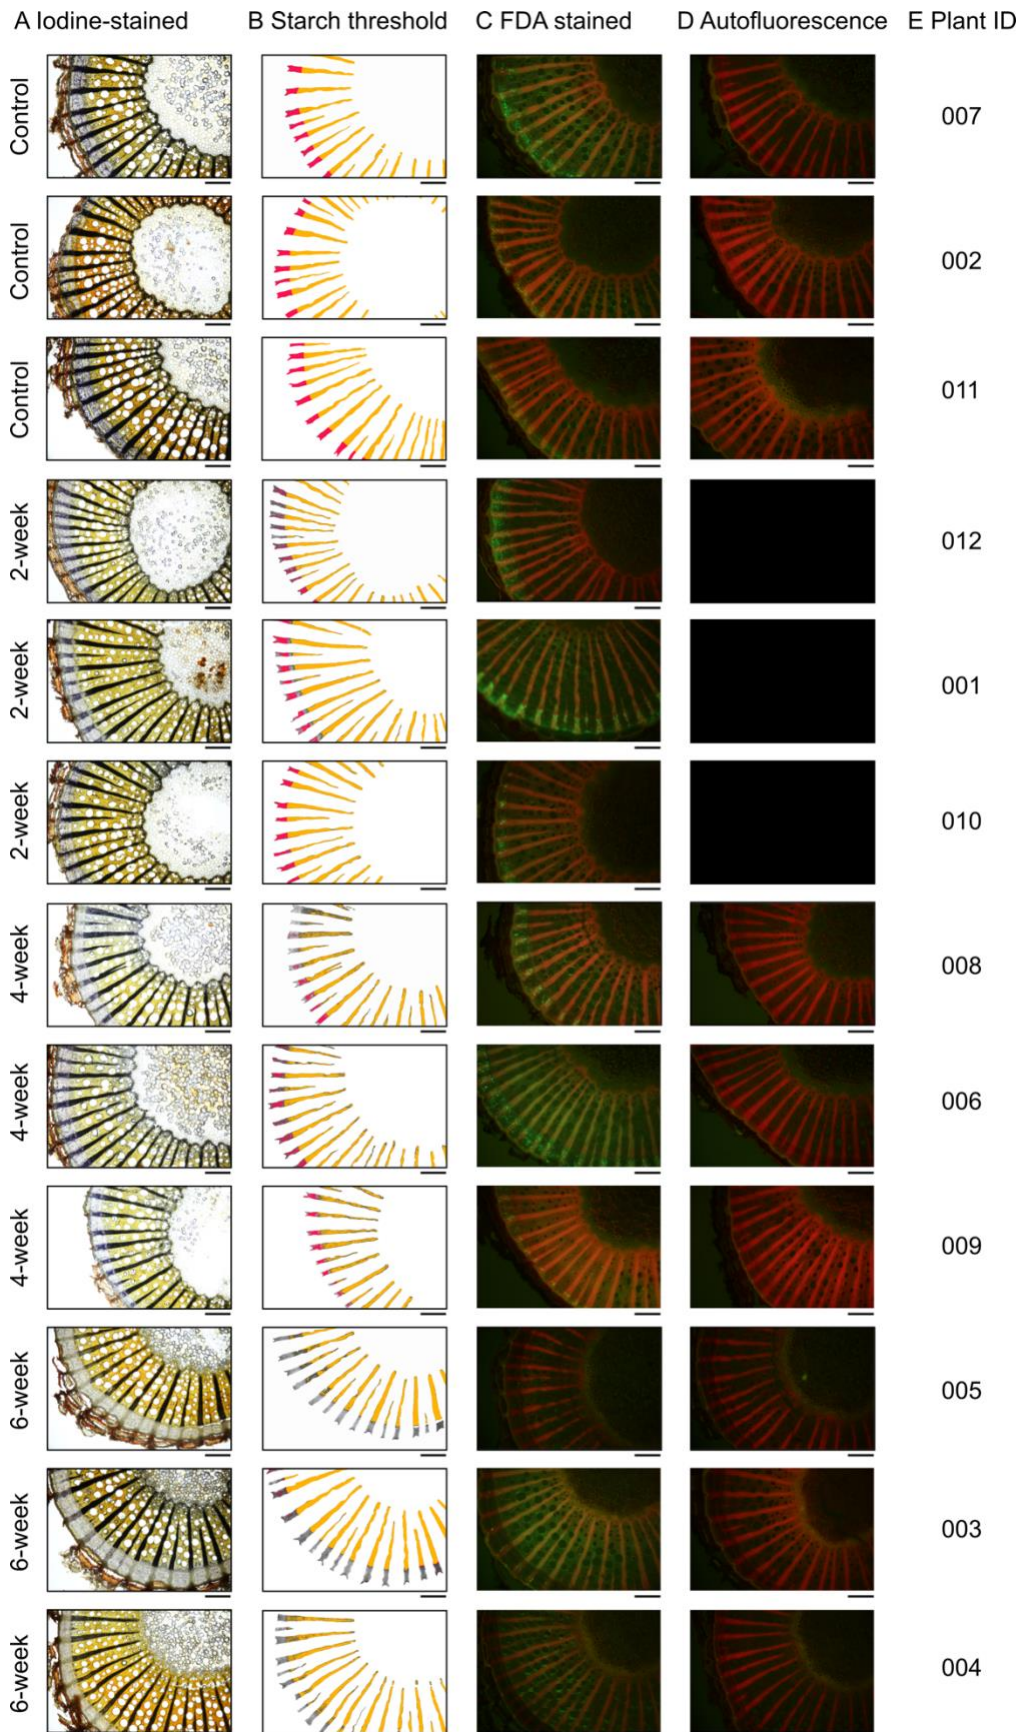 A Iodine-stained B Starch threshold C FDA stained D Autofluorescence E Plant ID
Control 007
Control 002
Control 011
2-week 012
2-week 001
2-week 010
4-week 008
4-week 006
4-week 009
6-week 005
6-week 003
6-week 004